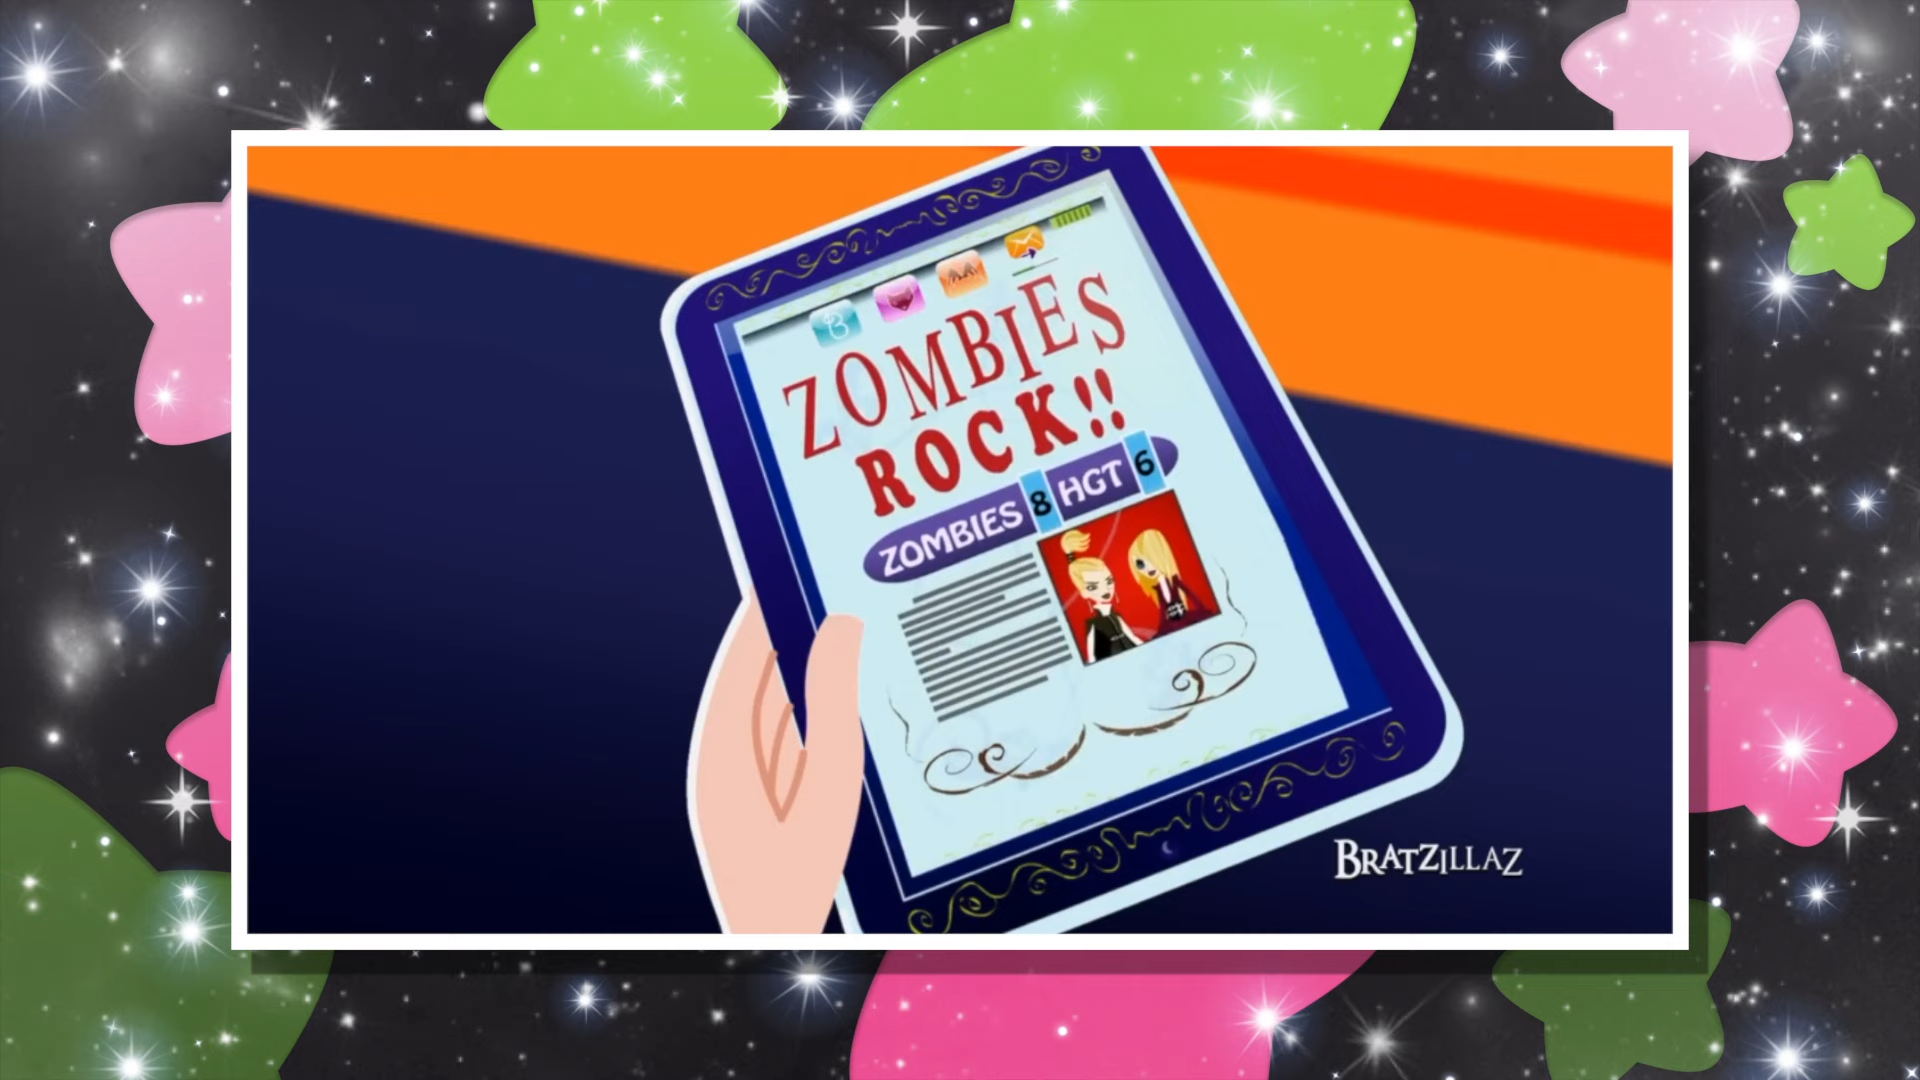 B
ZOMBIES
ROCK!!
ZOMBIES 8 HGT 6
BRATZILLAZ